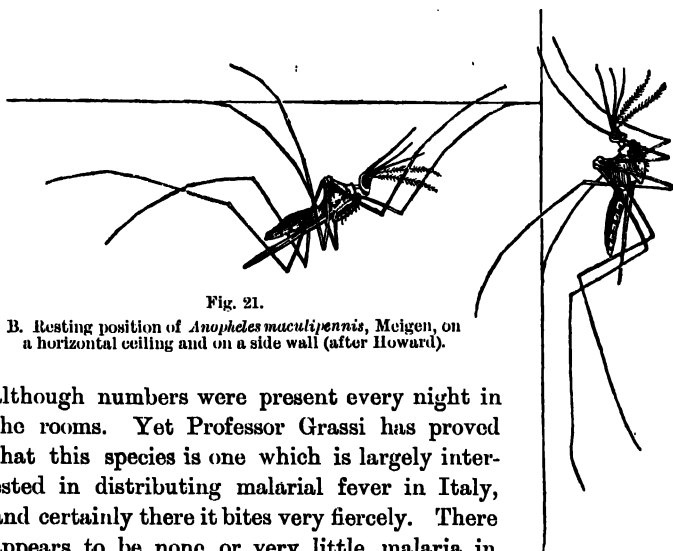 Fig. 21.
B. Resting position of Anopheles maculipennis, Meigen, on
a horizontal ceiling and on a side wall (after Howard).
lthough numbers were present every night in
he rooms. Yet Professor Grassi has proved
hat this species is one which is largely inter-
sted in distributing malarial fever in Italy,
nd certainly there it bites very fiercely. There
ppears to be none or very little malaria in